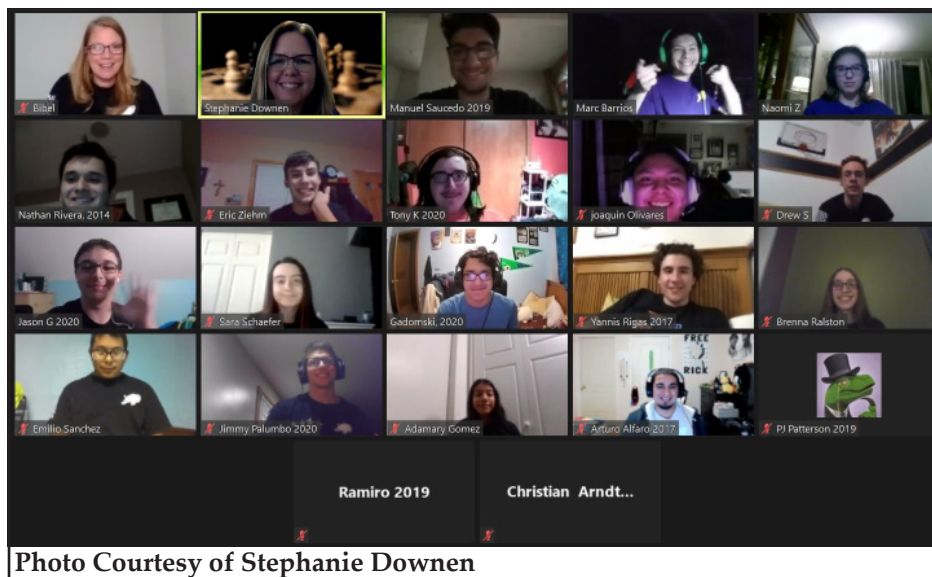 Bibel
Stephanie Downen
Manuel Saucedo 2019
Marc Barrios
Naomi Z
Nathan Rivera, 2014
Eric Ziehm
Tony K 2020
joaquin Olivares
Drew S
Jason G 2020
Sara Schaefer
Gadomski, 2020
Yannis Rigas 2017
Brenna Ralston
FREE
RICK
Emilio Sanchez
Jimmy Palumbo 2020
Adamary Gomez
Arturo Alfaro 2017
PJ Patterson 2019
Ramiro 2019
Christian Arndt...
Photo Courtesy of Stephanie Downen